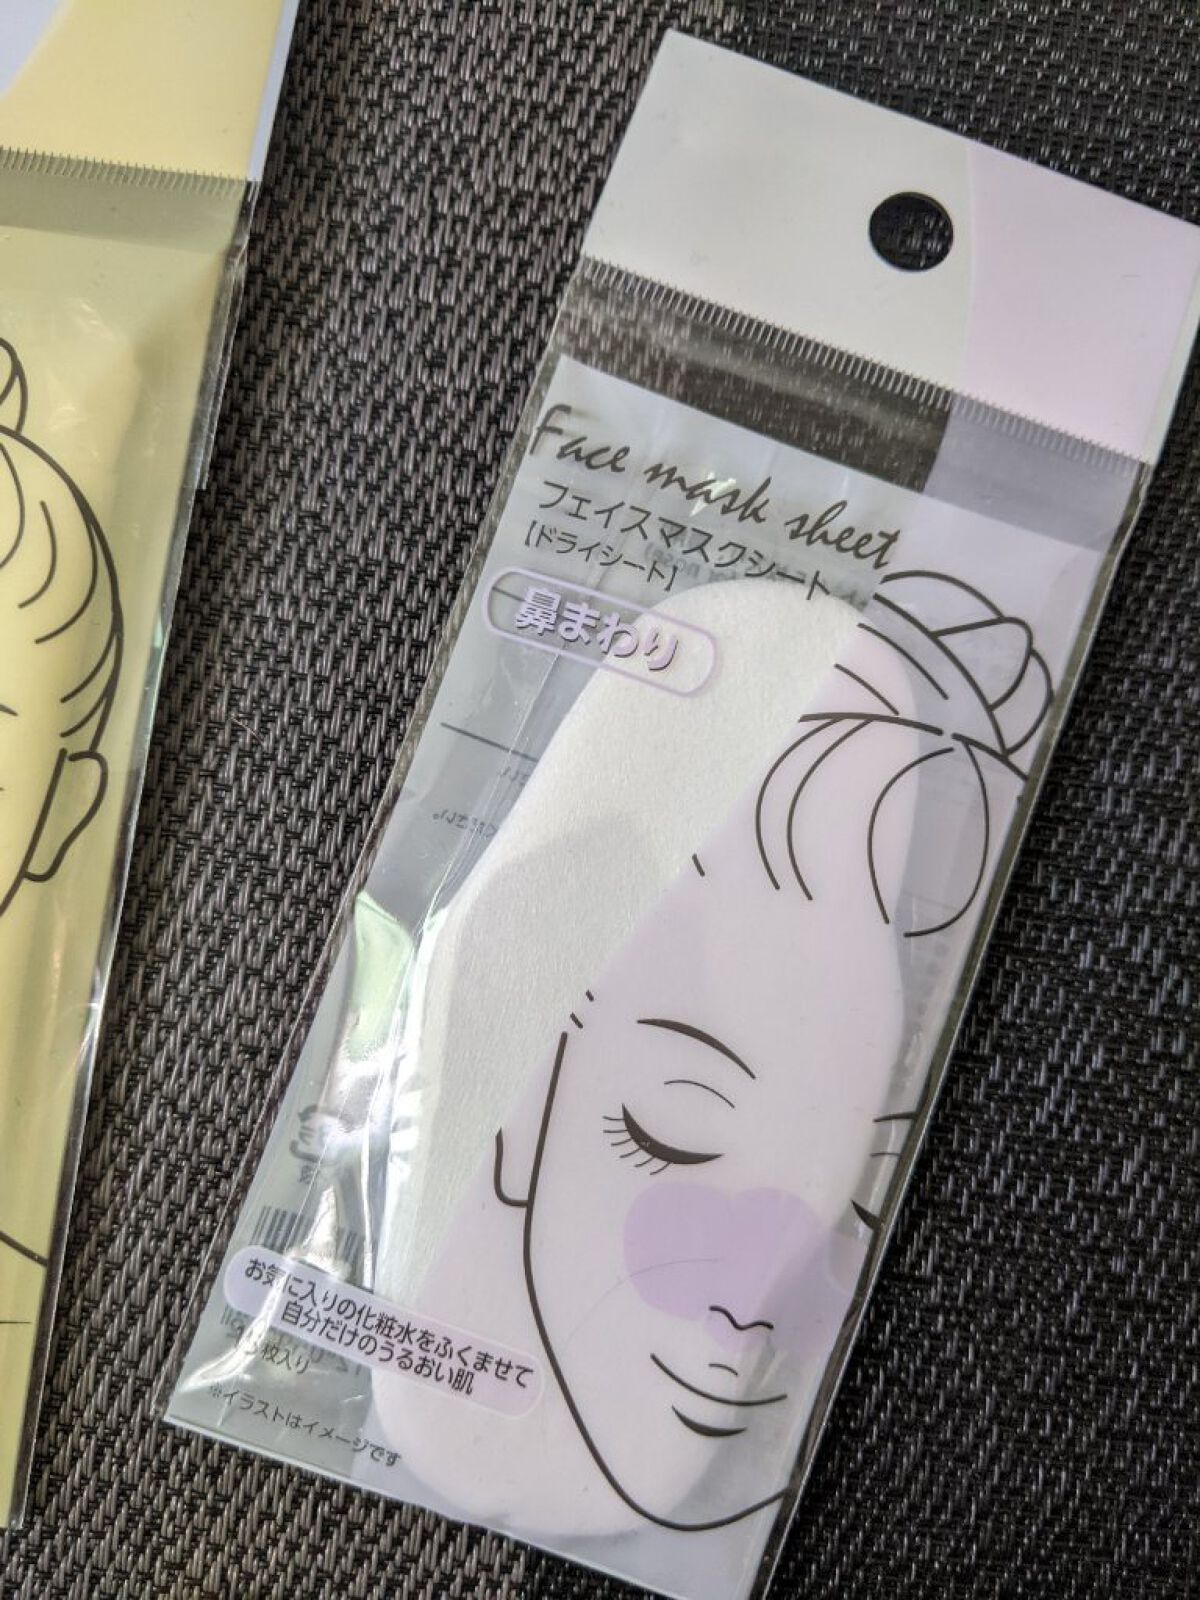 Face mask sheet
フェイスマスクシート
[ドライシート]
鼻まわり
お気に入りの化粧水をふくませて
自分だけのうるおい肌
枚入り
※イラストはイメージです